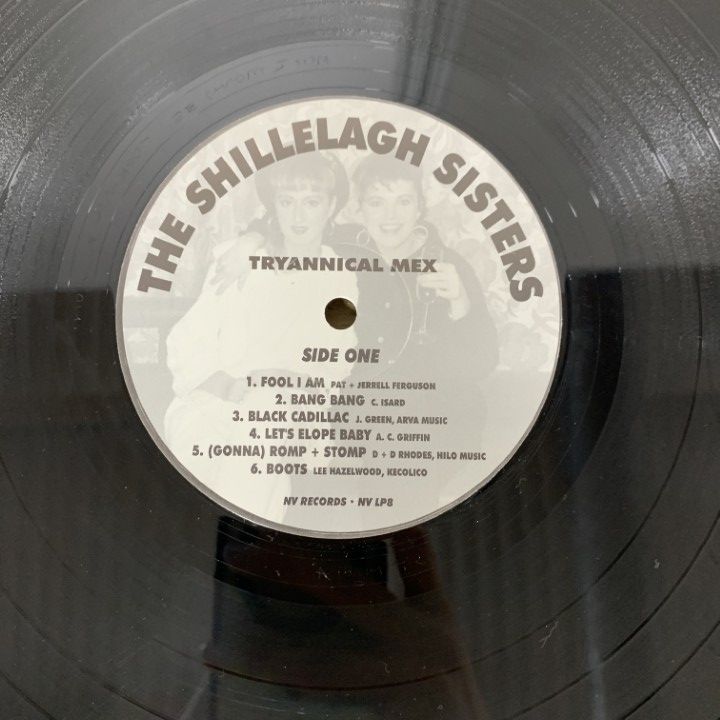 THE SHILLELAGH SISTERS
TRYANNICAL MEX
SIDE ONE
1. FOOL I AM PAT + JERRELL FERGUSON
2. BANG BANG C. ISARD
3. BLACK CADILLAC J. GREEN, ARVA MUSIC
4. LET'S ELOPE BABY A. C. GRIFFIN
5. (GONNA) ROMP + STOMP D + D RHODES, HILO MUSIC
6. BOOTS LEE HAZELWOOD, KECOLICO
NV RECORDS • NV LP8